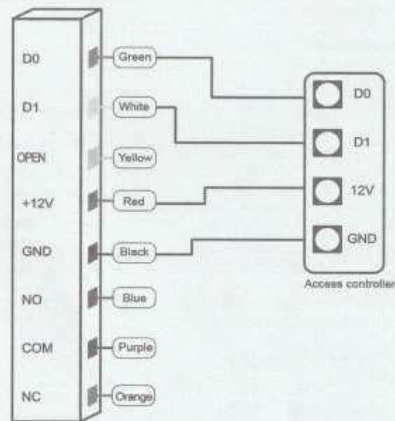 D0 Green
D0
D1 White
D1
OPEN Yellow
12V
+12V Red
GND
GND Black
Access controller
NO Blue
COM Purple
NC Orange